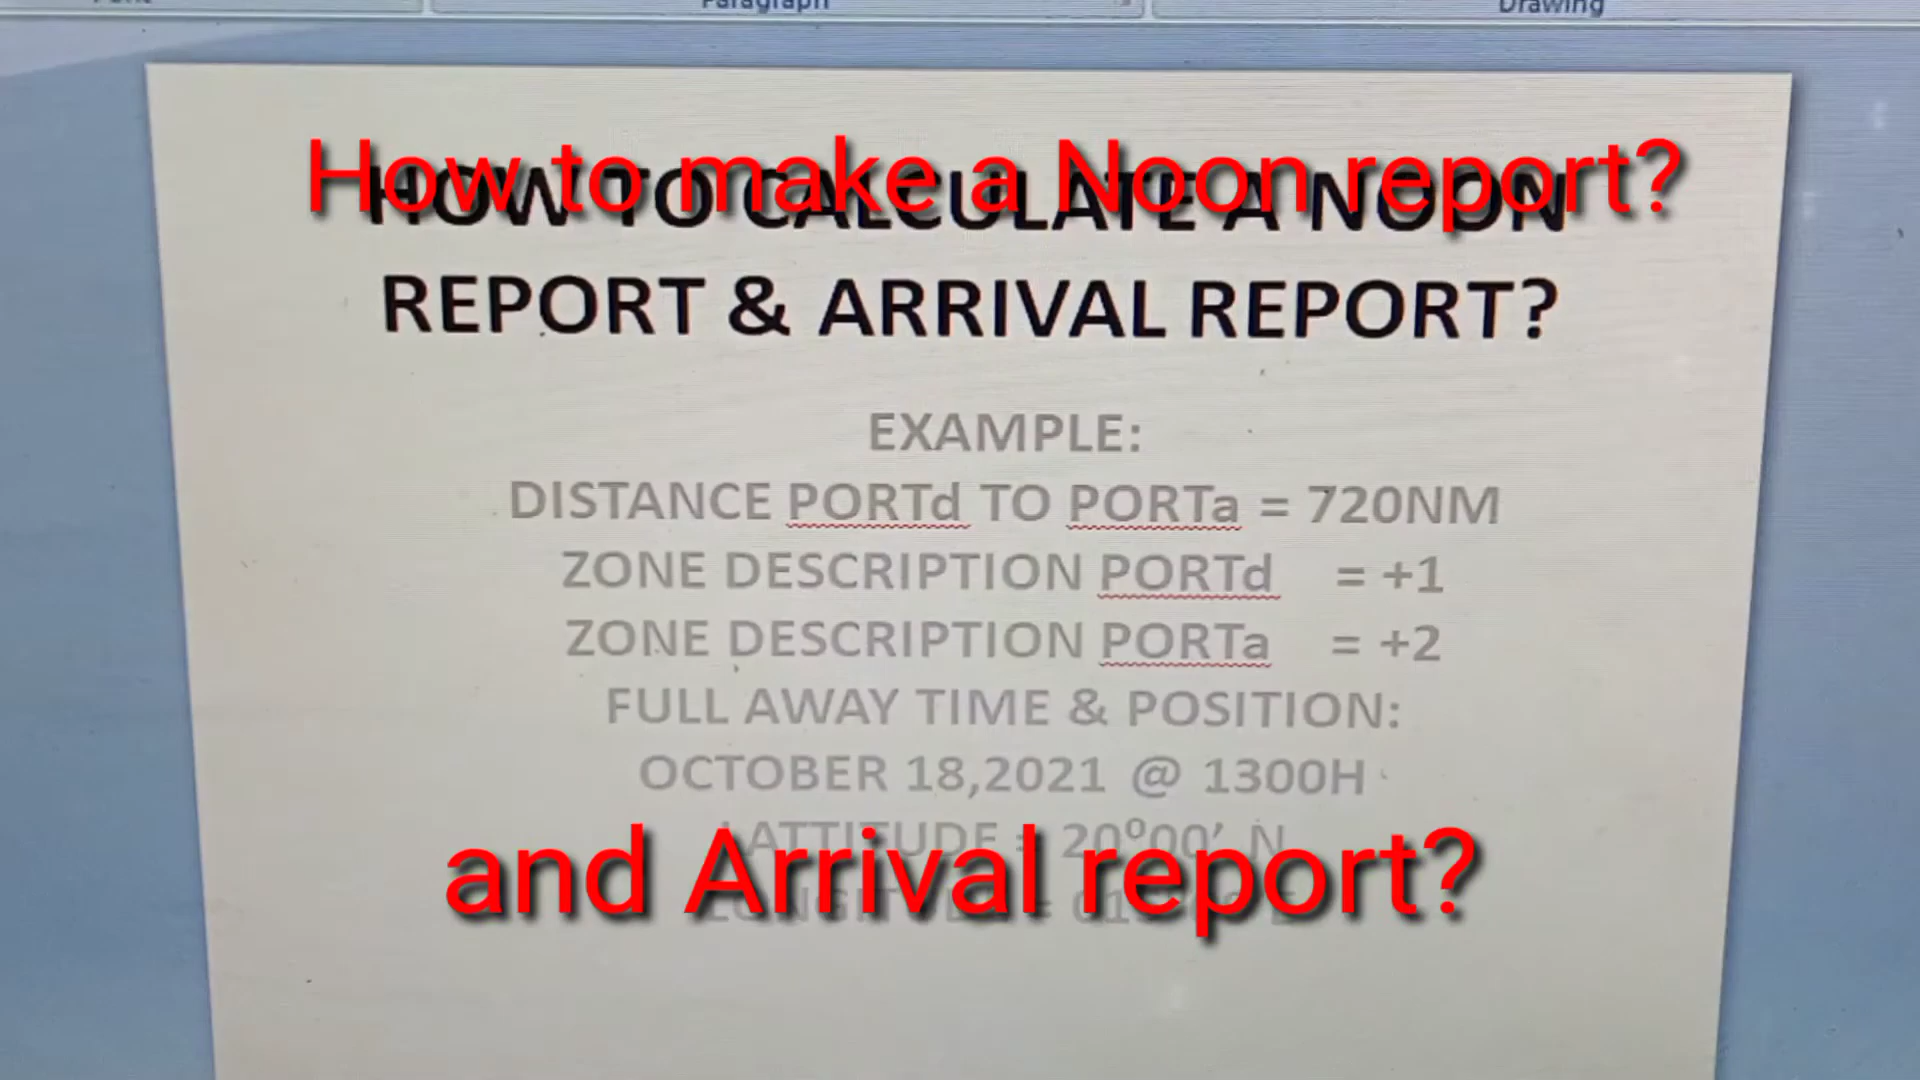 Paragraph
Drawing
How to make a Noon report?
HOW TO CALCULATE A NOON
REPORT & ARRIVAL REPORT?
EXAMPLE:
DISTANCE PORTd TO PORTa = 720NM
ZONE DESCRIPTION PORTd = +1
ZONE DESCRIPTION PORTa = +2
FULL AWAY TIME & POSITION:
OCTOBER 18,2021 @ 1300H
LATTITUDE = 20⁰00’ N
and Arrival report?